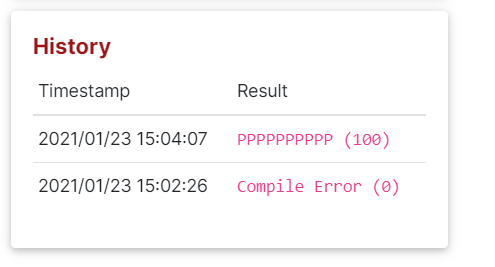 History
Timestamp Result
2021/01/23 15:04:07 PPPPPPPPPP (100)
2021/01/23 15:02:26 Compile Error (0)